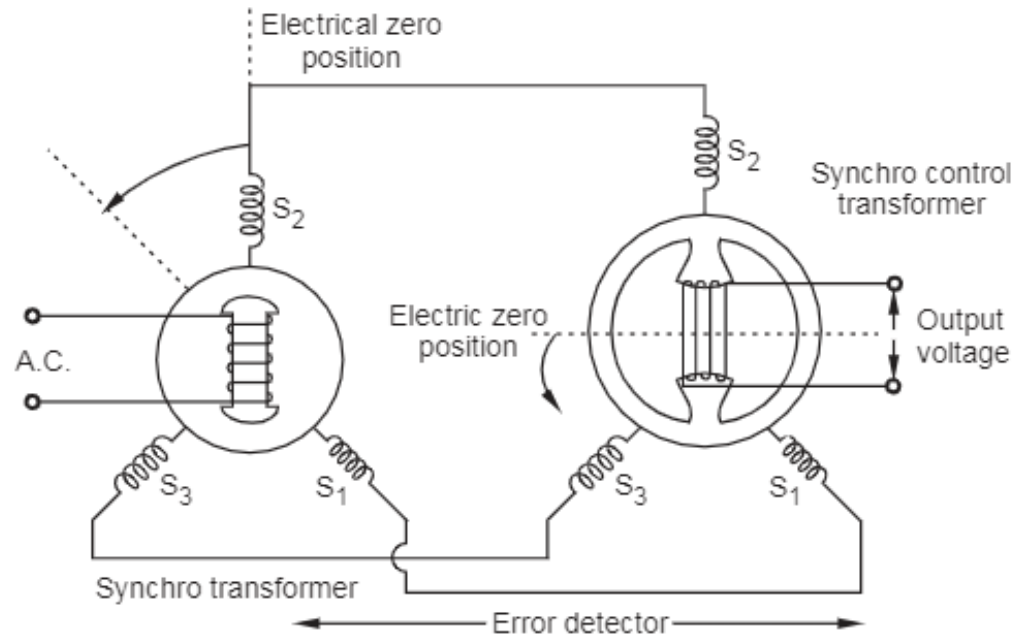 Electrical zero
position
S2
S2
Synchro control
transformer
A.C.
Electric zero
position
Output
voltage
S3
S1
S3
S1
Synchro transformer
Error detector